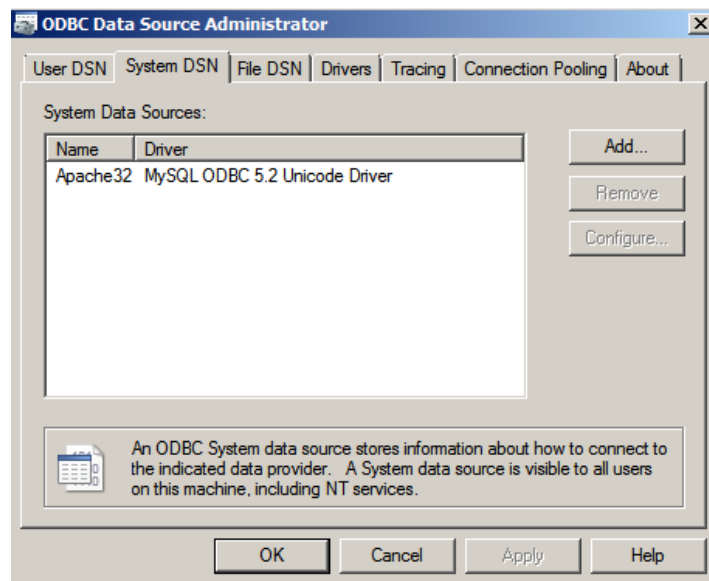 ODBC Data Source Administrator
User DSN System DSN File DSN Drivers Tracing Connection Pooling About
System Data Sources:
Name Driver
Apache32 MySQL ODBC 5.2 Unicode Driver
Add...
Remove
Configure...
An ODBC System data source stores information about how to connect to
the indicated data provider. A System data source is visible to all users
on this machine, including NT services.
OK Cancel Apply Help